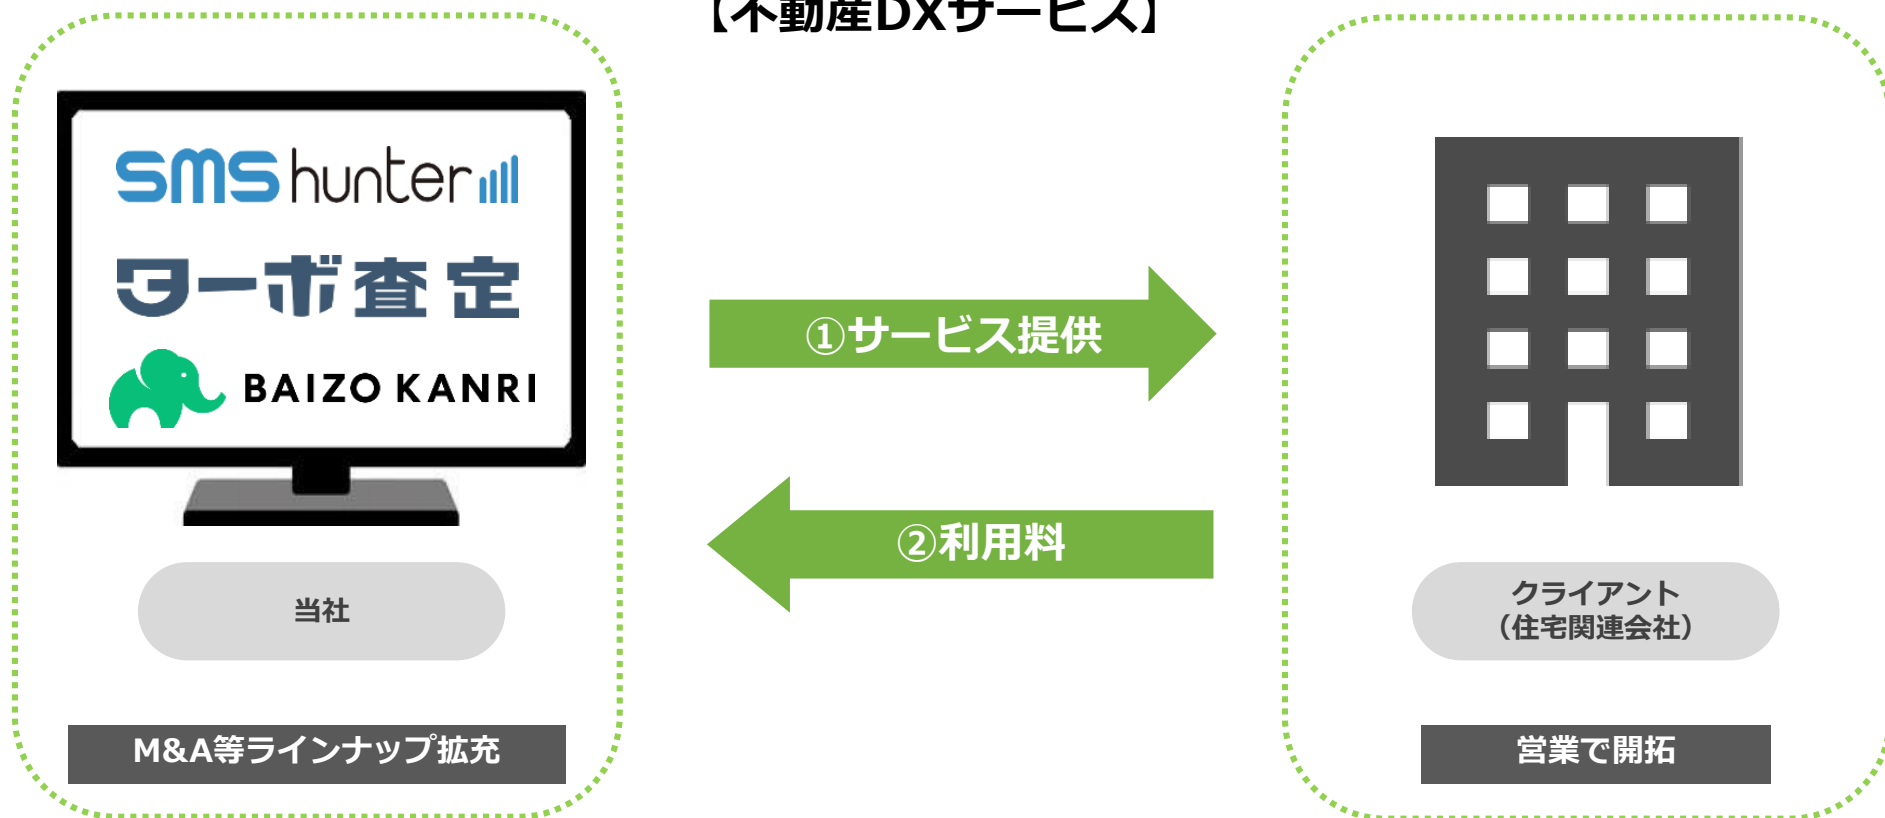 【不動産DXサービス】
SMS hunter
ターボ査定
BAIZO KANRI
①サービス提供
②利用料
当社
クライアント
（住宅関連会社）
M&A等ラインナップ拡充
営業で開拓